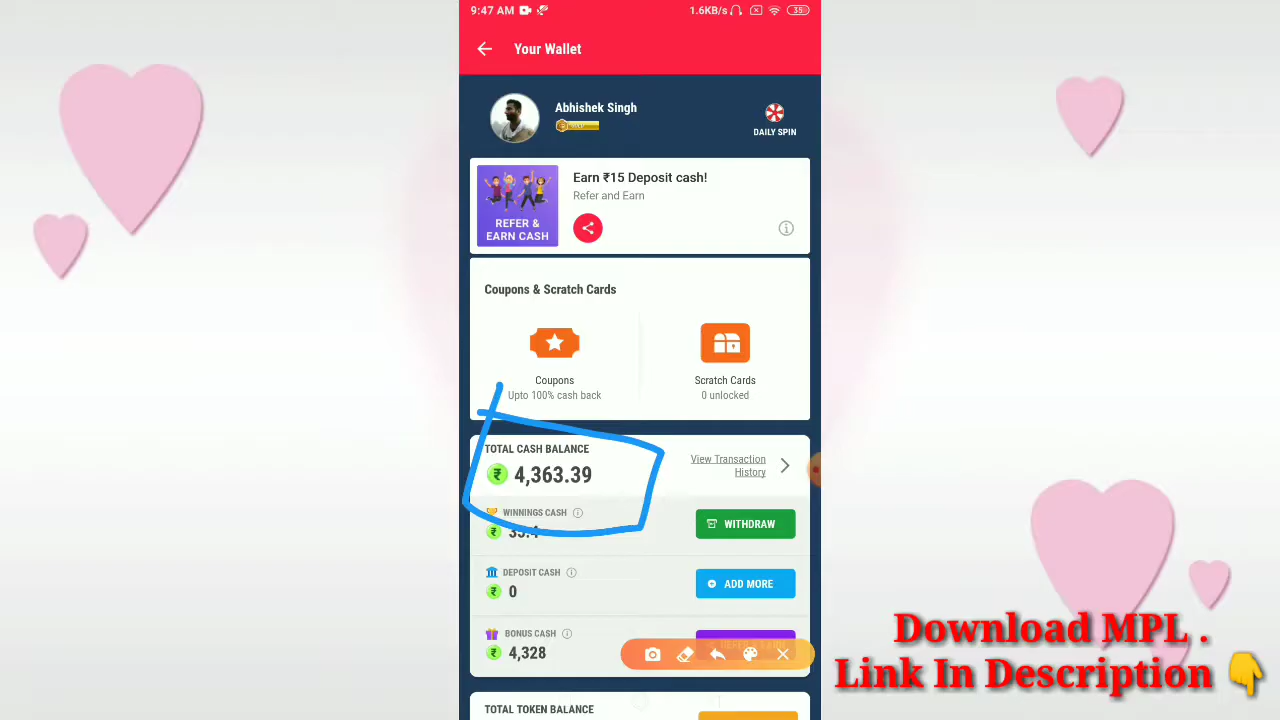 9:47 AM
1.6KB/s
35
Your Wallet
Abhishek Singh
DAILY SPIN
Earn ₹15 Deposit cash!
Refer and Earn
REFER &
EARN CASH
Coupons & Scratch Cards
Coupons
Upto 100% cash back
Scratch Cards
0 unlocked
TOTAL CASH BALANCE
₹ 4,363.39
View Transaction
History
WINNINGS CASH
₹
WITHDRAW
DEPOSIT CASH
₹ 0
ADD MORE
BONUS CASH
₹ 4,328
TOTAL TOKEN BALANCE
Download MPL .
Link In Description 👇